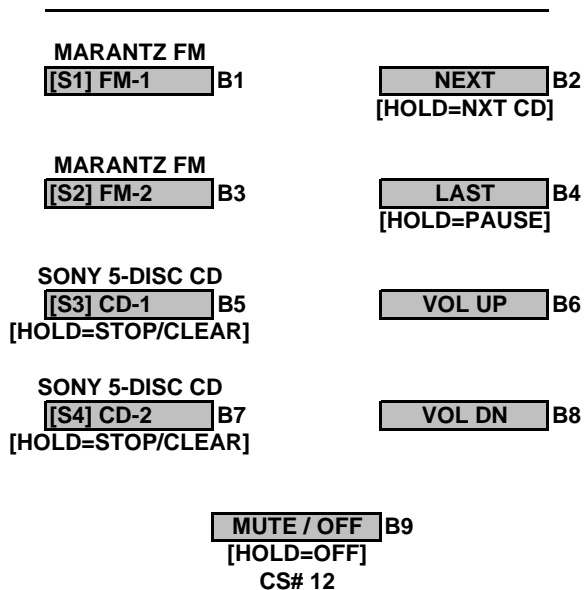 MARANTZ FM
[S1] FM-1 B1 NEXT B2
[HOLD=NXT CD]
MARANTZ FM
[S2] FM-2 B3 LAST B4
[HOLD=PAUSE]
SONY 5-DISC CD
[S3] CD-1 B5 VOL UP B6
[HOLD=STOP/CLEAR]
SONY 5-DISC CD
[S4] CD-2 B7 VOL DN B8
[HOLD=STOP/CLEAR]
MUTE / OFF B9
[HOLD=OFF]
CS# 12